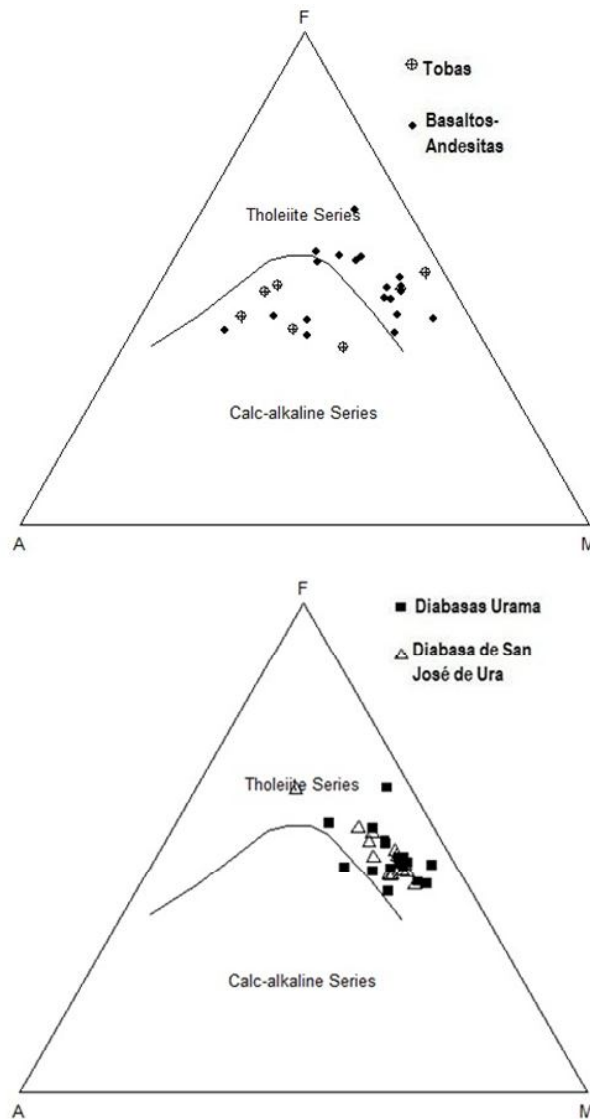 F
Tobas
Basaltos-
Andesitas
Tholeiite Series
Calc-alkaline Series
A
M
F
Diabasas Urama
Diabasa de San
José de Ura
Tholeiite Series
Calc-alkaline Series
A
M